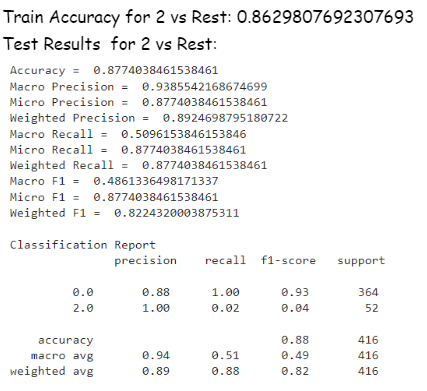 Train Accuracy for 2 vs Rest: 0.8629807692307693
Test Results for 2 vs Rest:
Accuracy = 0.8774038461538461
Macro Precision = 0.9385542168674699
Micro Precision = 0.8774038461538461
Weighted Precision = 0.8924698795180722
Macro Recall = 0.5096153846153846
Micro Recall = 0.8774038461538461
Weighted Recall = 0.8774038461538461
Macro F1 = 0.4861336498171337
Micro F1 = 0.8774038461538461
Weighted F1 = 0.8224320003875311
Classification Report
precision recall f1-score support
0.0 0.88 1.00 0.93 364
2.0 1.00 0.02 0.04 52
accuracy 0.88 416
macro avg 0.94 0.51 0.49 416
weighted avg 0.89 0.88 0.82 416